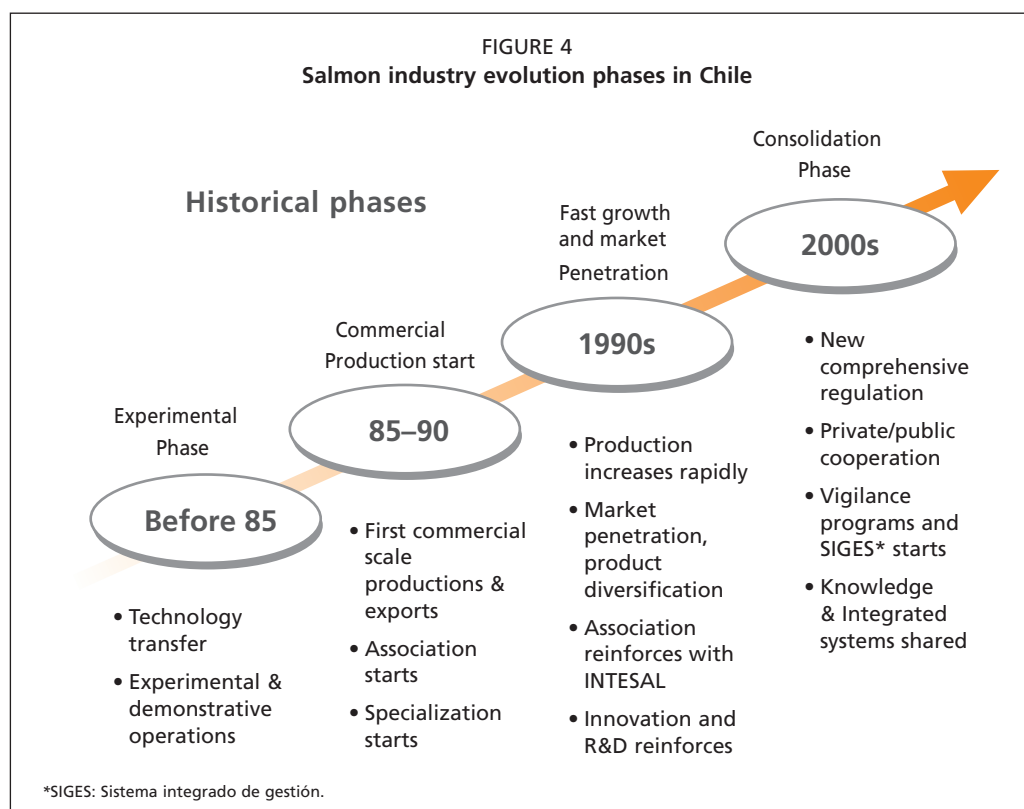 FIGURE 4
Salmon industry evolution phases in Chile
Historical phases
Experimental
Phase
Before 85
• Technology
transfer
• Experimental &
demonstrative
operations
Commercial
Production start
85–90
• First commercial
scale
productions &
exports
• Association
starts
• Specialization
starts
Fast growth
and market
Penetration
1990s
• Production
increases rapidly
• Market
penetration,
product
diversification
• Association
reinforces with
INTESAL
• Innovation and
R&D reinforces
Consolidation
Phase
2000s
• New
comprehensive
regulation
• Private/public
cooperation
• Vigilance
programs and
SIGES* starts
• Knowledge
& Integrated
systems shared
*SIGES: Sistema integrado de gestión.